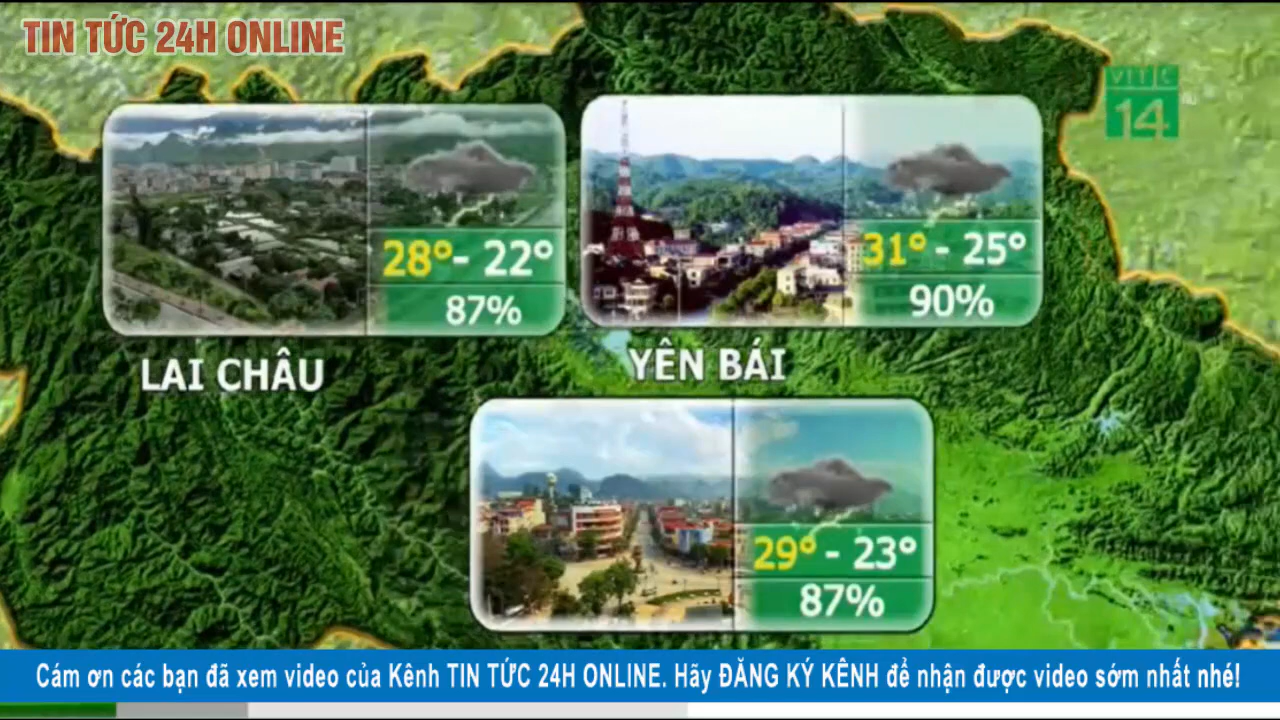 TIN TỨC 24H ONLINE
VTC
14
28° - 22°
87%
LAI CHÂU
31° - 25°
90%
YÊN BÁI
29° - 23°
87%
Cám ơn các bạn đã xem video của Kênh TIN TỨC 24H ONLINE. Hãy ĐĂNG KÝ KÊNH để nhận được video sớm nhất nhé!